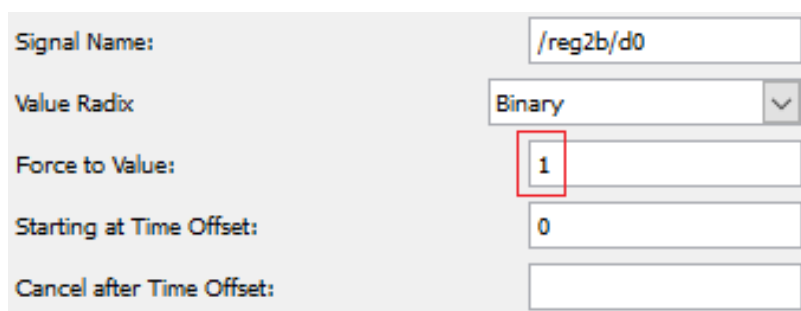 Signal Name: /reg2b/d0
Value Radix Binary
Force to Value: 1
Starting at Time Offset: 0
Cancel after Time Offset: